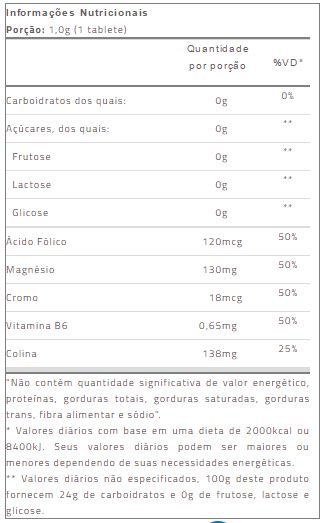 Informações Nutricionais
Porção: 1,0g (1 tablete)
Quantidade
por porção
%VD*
Carboidratos dos quais: 0g 0%
Açúcares, dos quais: 0g **
Frutose 0g **
Lactose 0g **
Glicose 0g **
Ácido Fólico 120mcg 50%
Magnésio 130mg 50%
Cromo 18mcg 50%
Vitamina B6 0,65mg 50%
Colina 138mg 25%
"Não contém quantidade significativa de valor energético,
proteínas, gorduras totais, gorduras saturadas, gorduras
trans, fibra alimentar e sódio".
* Valores diários com base em uma dieta de 2000kcal ou
8400kJ. Seus valores diários podem ser maiores ou
menores dependendo de suas necessidades energéticas.
** Valores diários não especificados, 100g deste produto
fornecem 24g de carboidratos e 0g de frutose, lactose e
glicose.